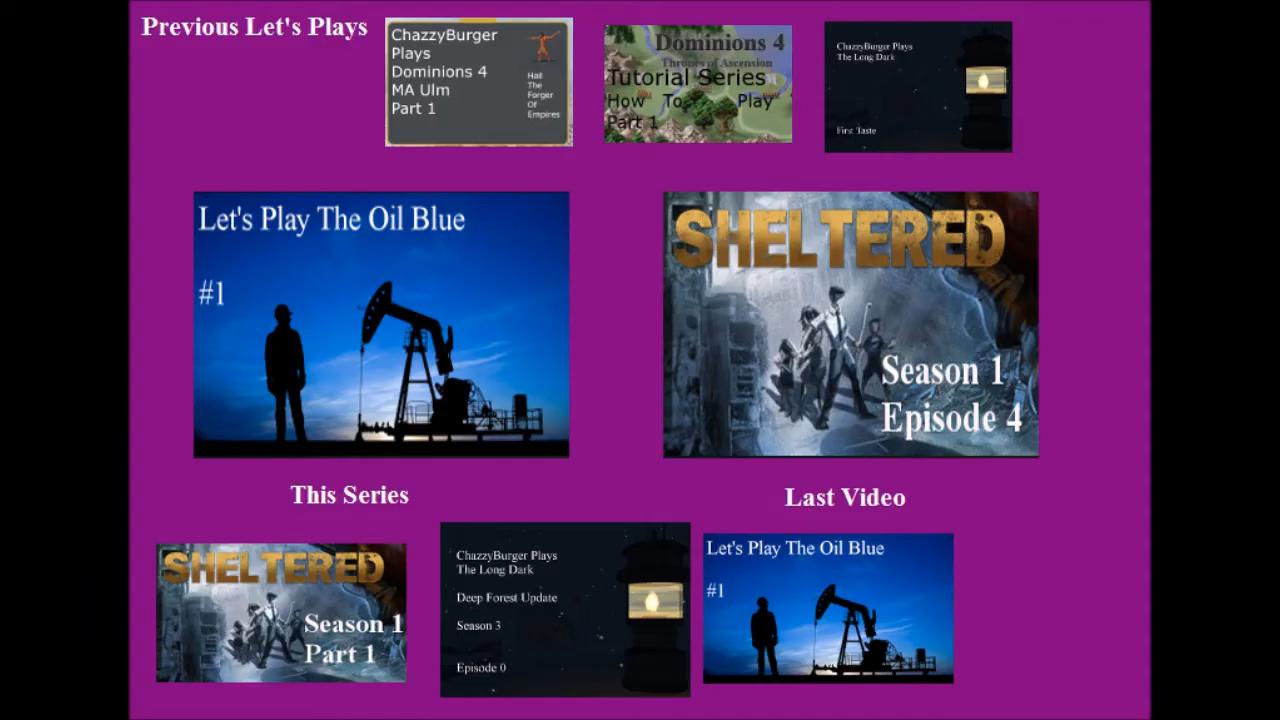 Previous Let's Plays
ChazzyBurger
Plays
Dominions 4
MA Ulm
Part 1
Hail
The
Forger
Of
Empires
Dominions 4
Thrones of Ascension
Tutorial Series
How To Play
Part 1
ChazzyBurger Plays
The Long Dark
First Taste
Let's Play The Oil Blue
#1
SHELTERED
Season 1
Episode 4
This Series
Last Video
SHELTERED
Season 1
Part 1
ChazzyBurger Plays
The Long Dark
Deep Forest Update
Season 3
Episode 0
Let's Play The Oil Blue
#1